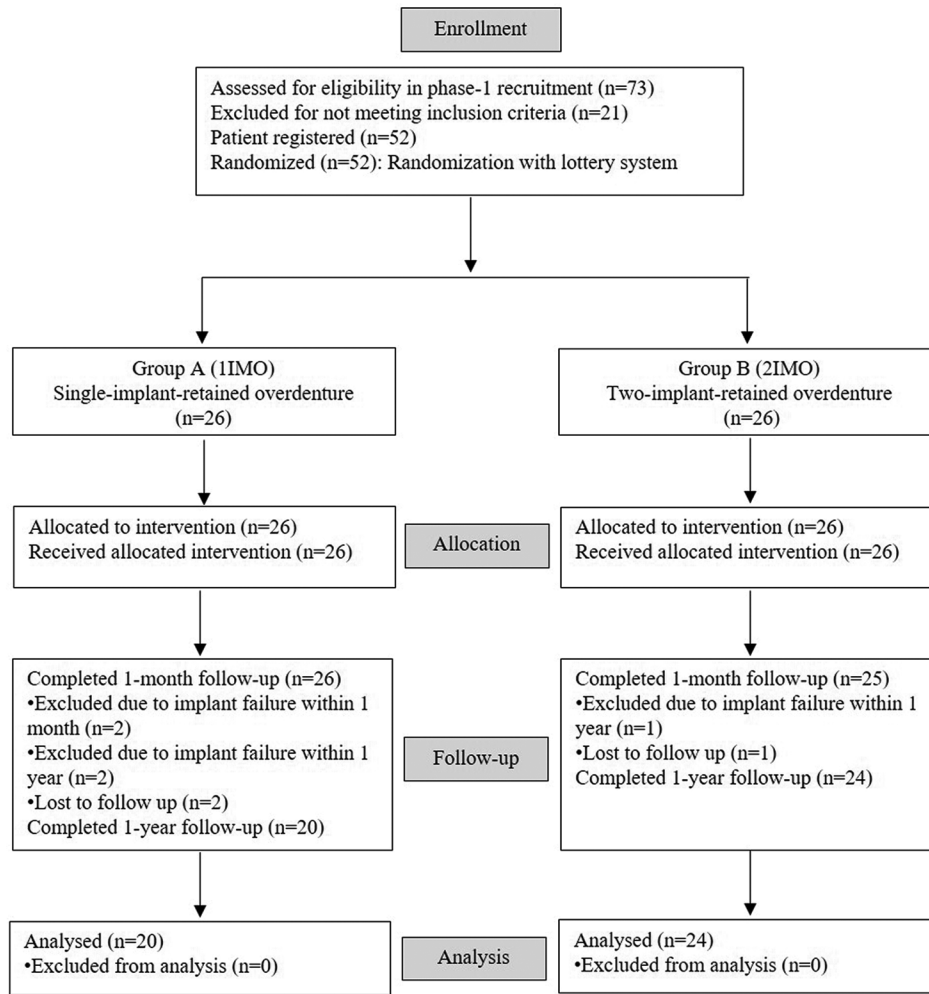 Enrollment
Assessed for eligibility in phase-1 recruitment (n=73)
Excluded for not meeting inclusion criteria (n=21)
Patient registered (n=52)
Randomized (n=52): Randomization with lottery system
Group A (1IMO)
Single-implant-retained overdenture
(n=26)
Group B (2IMO)
Two-implant-retained overdenture
(n=26)
Allocated to intervention (n=26)
Received allocated intervention (n=26)
Allocation
Allocated to intervention (n=26)
Received allocated intervention (n=26)
Completed 1-month follow-up (n=26)
•Excluded due to implant failure within 1
month (n=2)
•Excluded due to implant failure within 1
year (n=2)
•Lost to follow up (n=2)
Completed 1-year follow-up (n=20)
Follow-up
Completed 1-month follow-up (n=25)
•Excluded due to implant failure within 1
year (n=1)
•Lost to follow up (n=1)
Completed 1-year follow-up (n=24)
Analysed (n=20)
•Excluded from analysis (n=0)
Analysis
Analysed (n=24)
•Excluded from analysis (n=0)